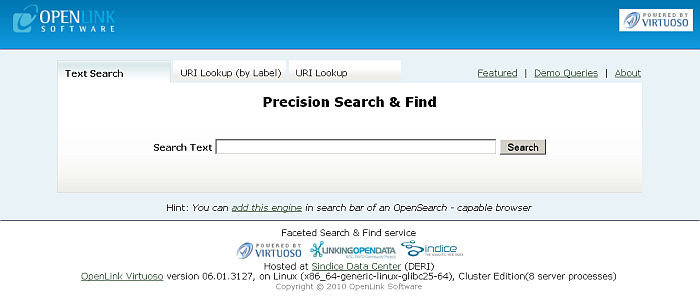 OPENLINK
SOFTWARE
POWERED BY
VIRTUOSO
Text Search URI Lookup (by Label) URI Lookup Featured | Demo Queries | About
Precision Search & Find
Search Text Search
Hint: You can add this engine in search bar of an OpenSearch - capable browser
Faceted Search & Find service
POWERED BY
VIRTUOSO LINKINGOPENDATA sindice
Hosted at Sindice Data Center (DERI)
OpenLink Virtuoso version 06.01.3127, on Linux (x86_64-generic-linux-glibc25-64), Cluster Edition(8 server processes)
Copyright © 2010 OpenLink Software